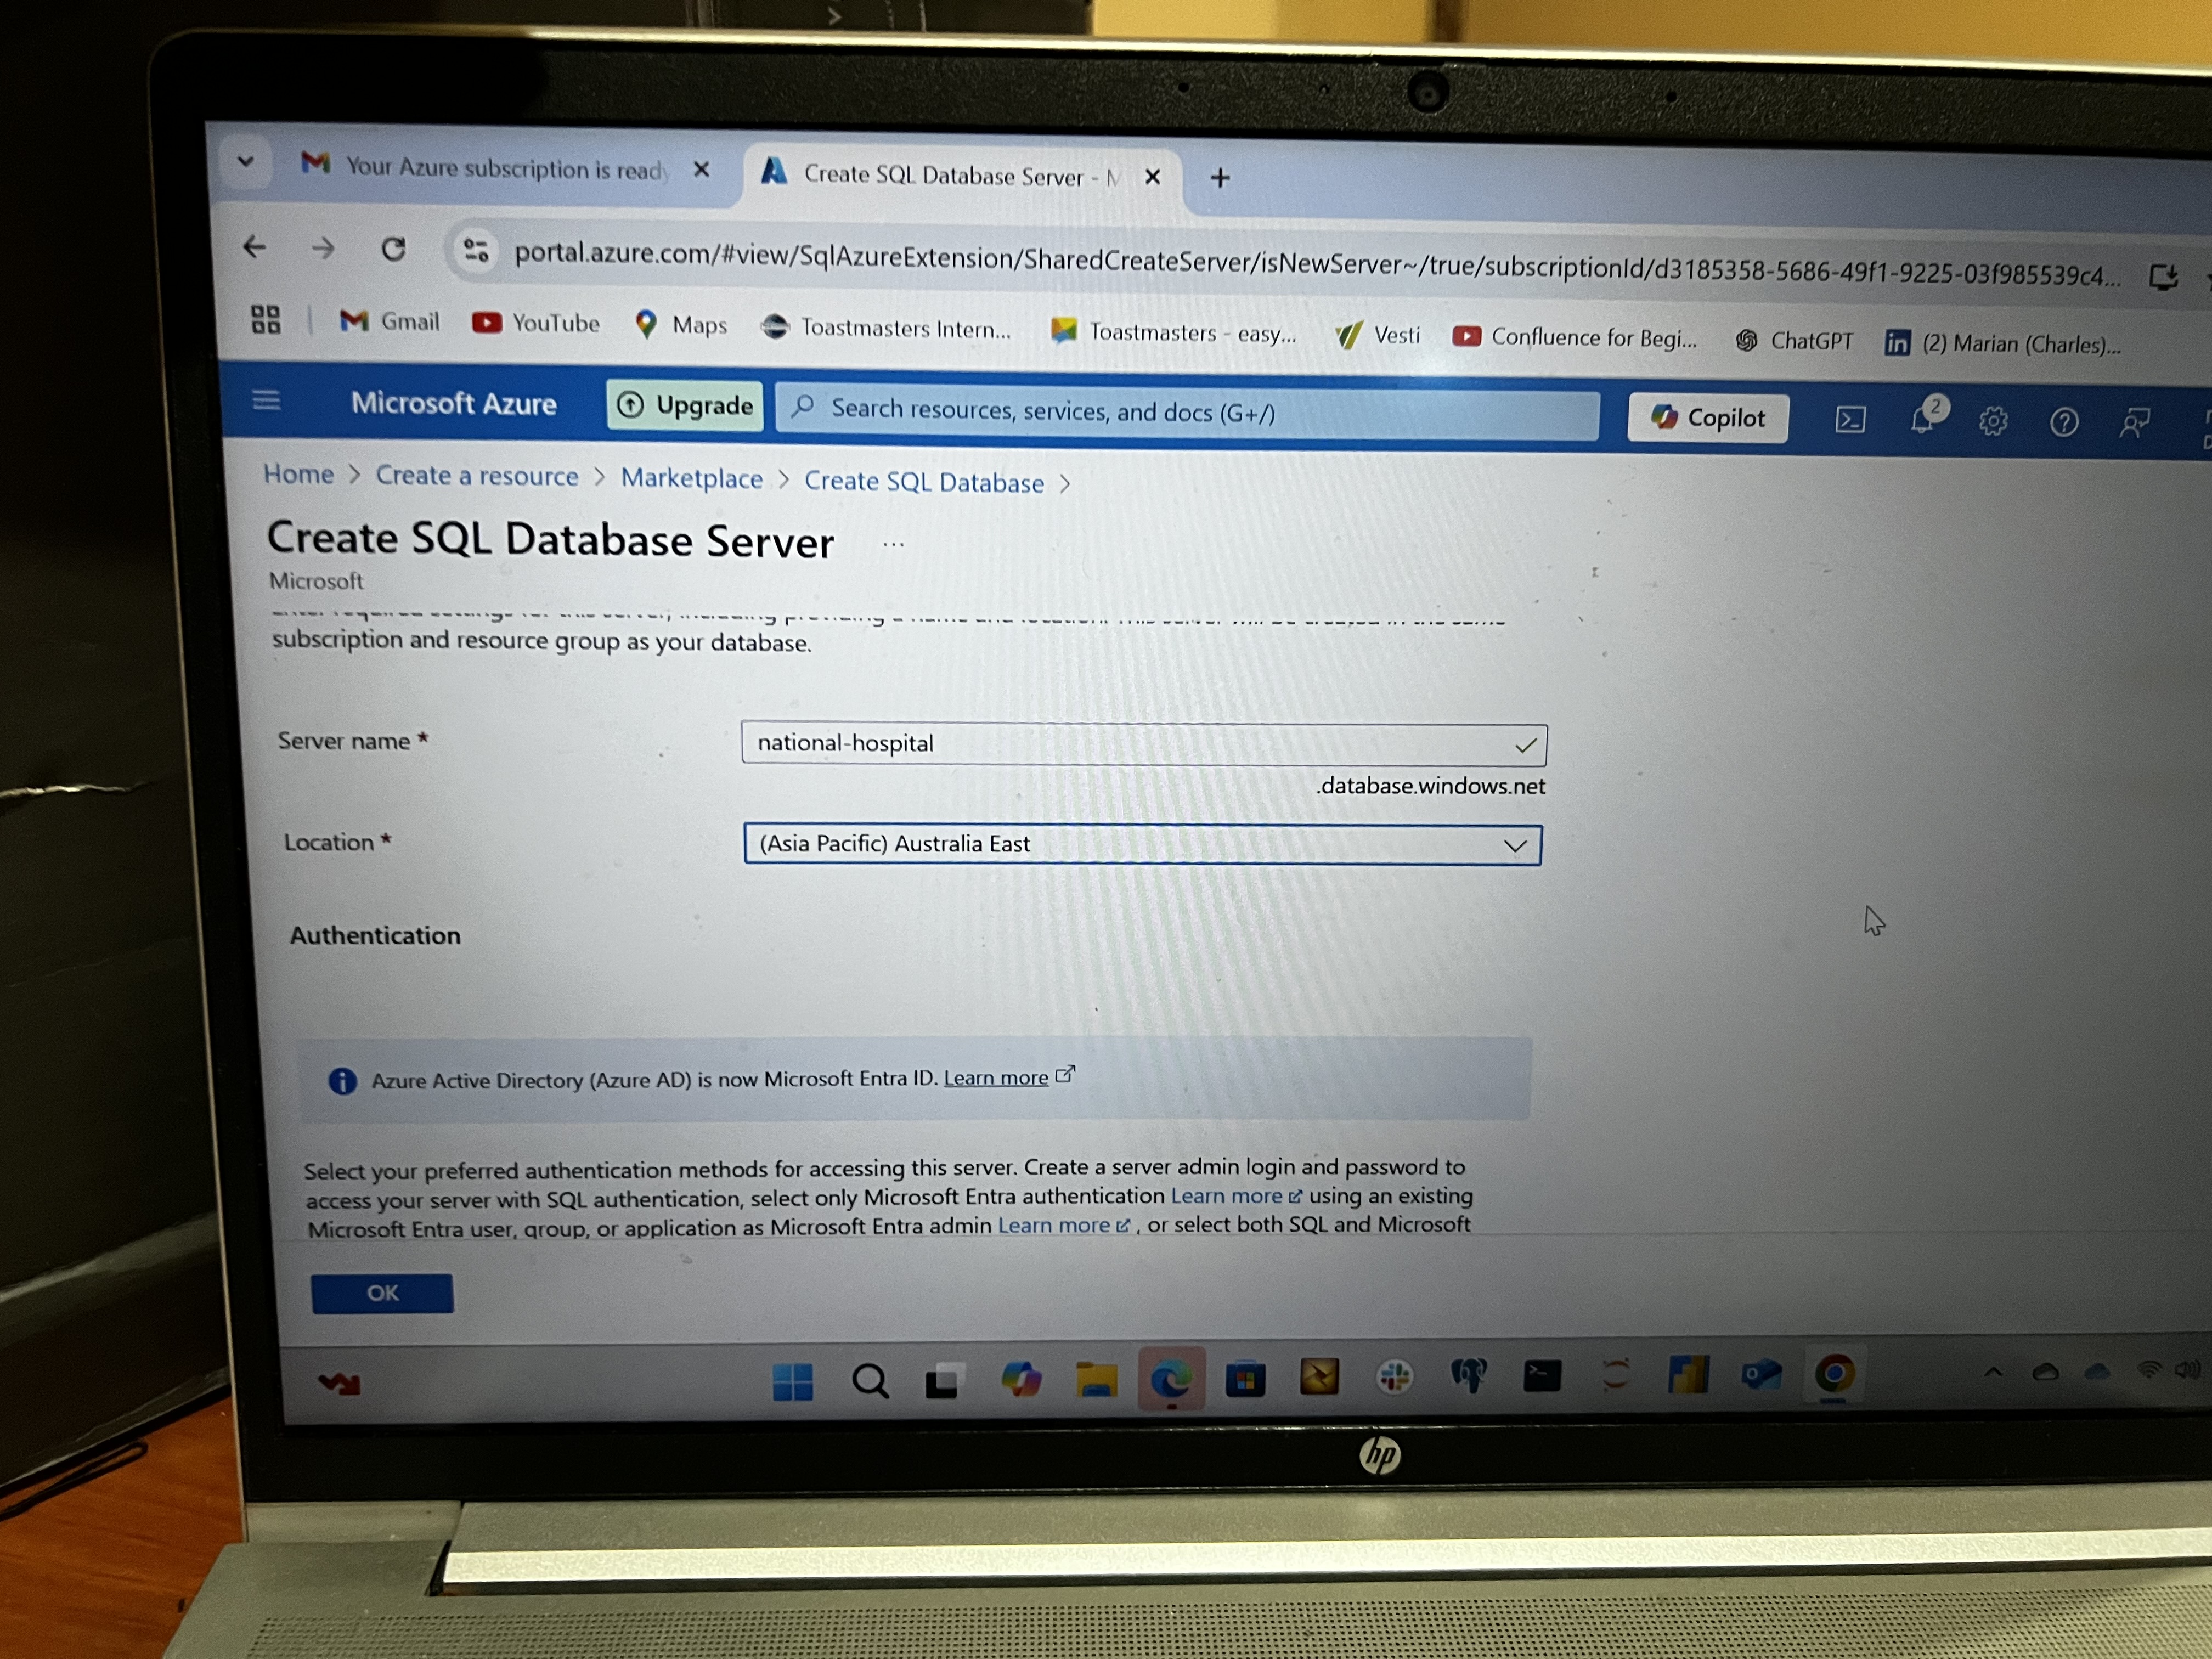 Your Azure subscription is ready
Create SQL Database Server - M
portal.azure.com/#view/SqlAzureExtension/SharedCreateServer/isNewServer~/true/subscriptionId/d3185358-5686-49f1-9225-03f985539c4...
Gmail YouTube Maps Toastmasters Intern... Toastmasters - easy... Vesti Confluence for Begi... ChatGPT (2) Marian (Charles)...
Microsoft Azure Upgrade Search resources, services, and docs (G+/) Copilot 2
Home > Create a resource > Marketplace > Create SQL Database >
Create SQL Database Server ...
Microsoft
subscription and resource group as your database.
Server name * national-hospital
.database.windows.net
Location * (Asia Pacific) Australia East
Authentication
Azure Active Directory (Azure AD) is now Microsoft Entra ID. Learn more
Select your preferred authentication methods for accessing this server. Create a server admin login and password to
access your server with SQL authentication, select only Microsoft Entra authentication Learn more using an existing
Microsoft Entra user, group, or application as Microsoft Entra admin Learn more , or select both SQL and Microsoft
OK
hp